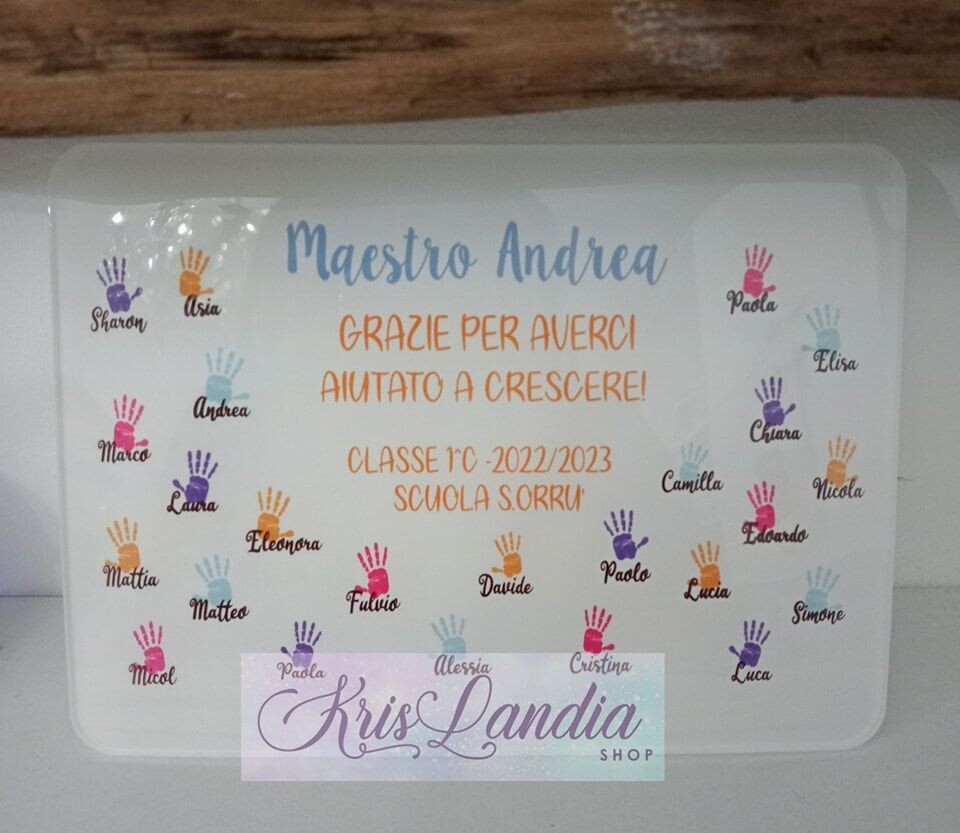 Maestro Andrea
GRAZIE PER AVERCI
AIUTATO A CRESCERE!
CLASSE 1°C -2022/2023
SCUOLA S.ORRU'
Sharon
Asia
Paola
Elisa
Andrea
Chiara
Marco
Camilla
Nicola
Laura
Edoardo
Eleonora
Mattia
Matteo
Fulvio
Davide
Paolo
Lucia
Simone
Micol
Paola
Alessia
Cristina
Luca
KrisLandia
SHOP